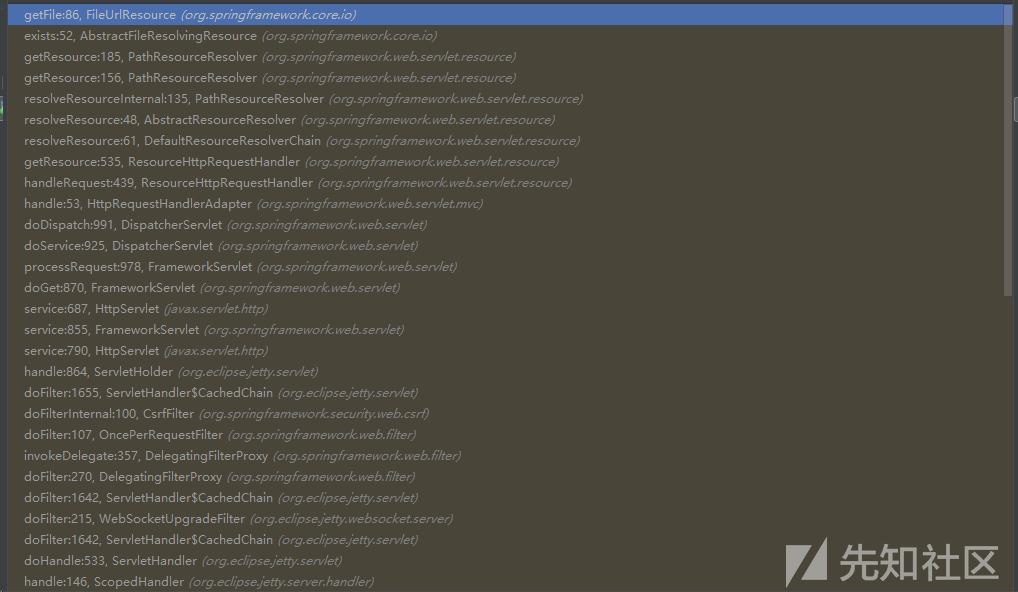 getFile:86, FileUrlResource (org.springframework.core.io)
exists:52, AbstractFileResolvingResource (org.springframework.core.io)
getResource:185, PathResourceResolver (org.springframework.web.servlet.resource)
getResource:156, PathResourceResolver (org.springframework.web.servlet.resource)
resolveResourceInternal:135, PathResourceResolver (org.springframework.web.servlet.resource)
resolveResource:48, AbstractResourceResolver (org.springframework.web.servlet.resource)
resolveResource:61, DefaultResourceResolverChain (org.springframework.web.servlet.resource)
getResource:535, ResourceHttpRequestHandler (org.springframework.web.servlet.resource)
handleRequest:439, ResourceHttpRequestHandler (org.springframework.web.servlet.resource)
handle:53, HttpRequestHandlerAdapter (org.springframework.web.servlet.mvc)
doDispatch:991, DispatcherServlet (org.springframework.web.servlet)
doService:925, DispatcherServlet (org.springframework.web.servlet)
processRequest:978, FrameworkServlet (org.springframework.web.servlet)
doGet:870, FrameworkServlet (org.springframework.web.servlet)
service:687, HttpServlet (javax.servlet.http)
service:855, FrameworkServlet (org.springframework.web.servlet)
service:790, HttpServlet (javax.servlet.http)
handle:864, ServletHolder (org.eclipse.jetty.servlet)
doFilter:1655, ServletHandler$CachedChain (org.eclipse.jetty.servlet)
doFilterInternal:100, CsrfFilter (org.springframework.security.web.csrf)
doFilter:107, OncePerRequestFilter (org.springframework.web.filter)
invokeDelegate:357, DelegatingFilterProxy (org.springframework.web.filter)
doFilter:270, DelegatingFilterProxy (org.springframework.web.filter)
doFilter:1642, ServletHandler$CachedChain (org.eclipse.jetty.servlet)
doFilter:215, WebSocketUpgradeFilter (org.eclipse.jetty.websocket.server)
doFilter:1642, ServletHandler$CachedChain (org.eclipse.jetty.servlet)
doHandle:533, ServletHandler (org.eclipse.jetty.servlet)
handle:146, ScopedHandler (org.eclipse.jetty.server.handler)
先知社区